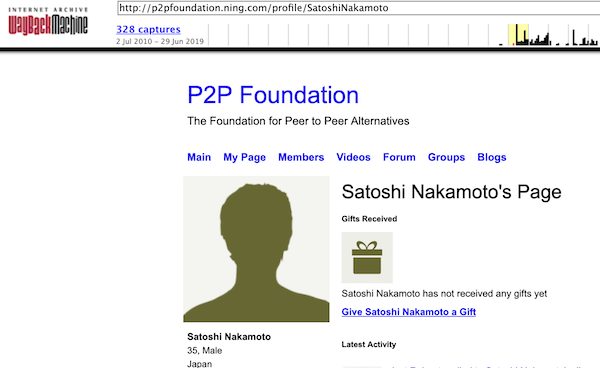 INTERNET ARCHIVE
WayBackMachine
http://p2pfoundation.ning.com/profile/SatoshiNakamoto
328 captures
2 Jul 2010 – 29 Jun 2019
P2P Foundation
The Foundation for Peer to Peer Alternatives
Main My Page Members Videos Forum Groups Blogs
Satoshi Nakamoto's Page
Gifts Received
Satoshi Nakamoto has not received any gifts yet
Give Satoshi Nakamoto a Gift
Satoshi Nakamoto
35, Male
Japan
Latest Activity